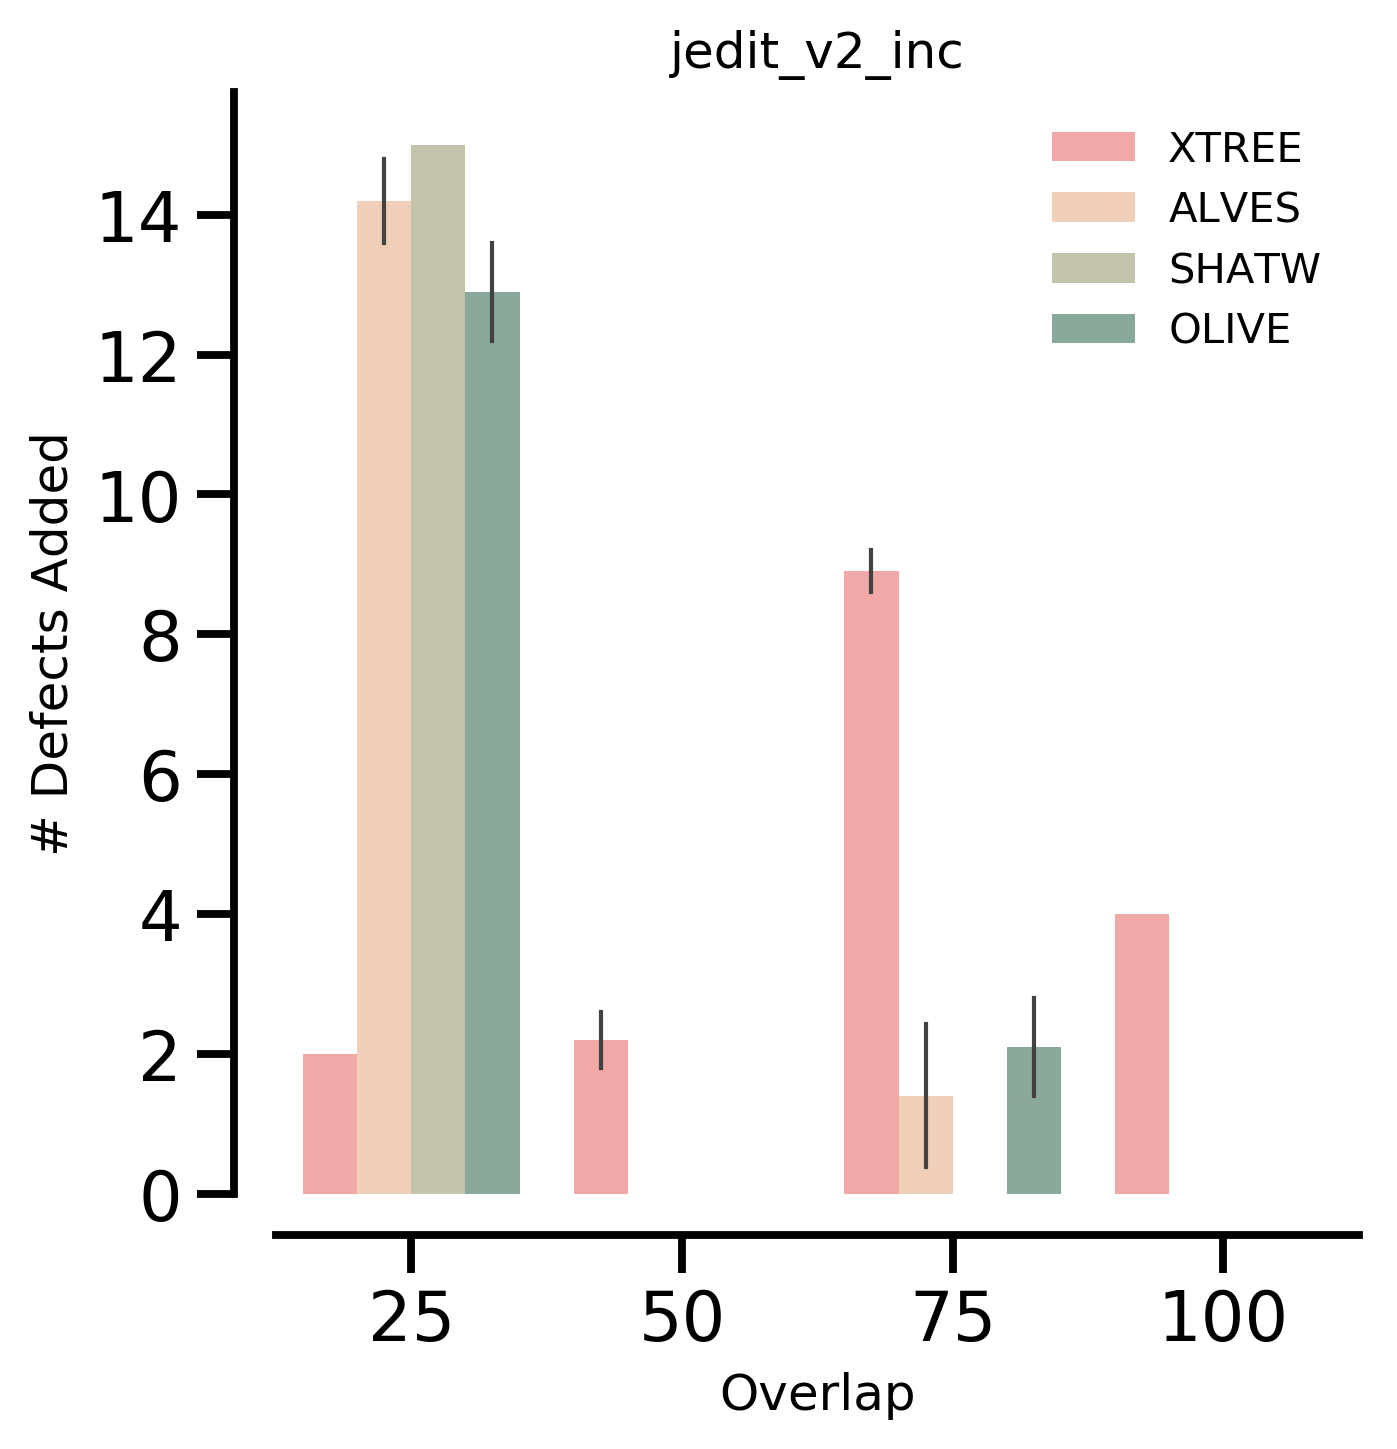 jedit_v2_inc
XTREE
ALVES
SHATW
OLIVE
# Defects Added
14
12
10
8
6
4
2
0
25 50 75 100
Overlap